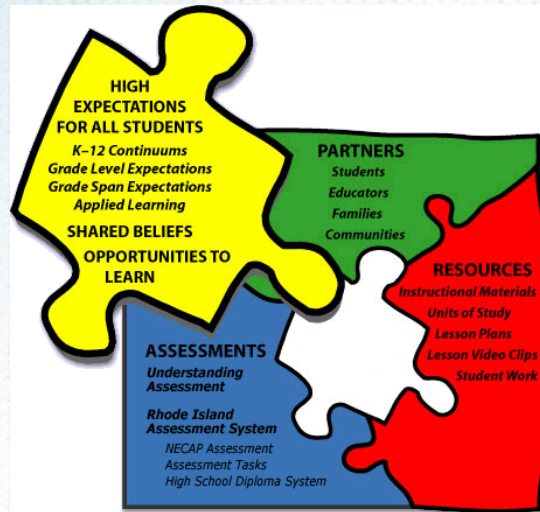 HIGH
EXPECTATIONS
FOR ALL STUDENTS
K–12 Continuums
Grade Level Expectations
Grade Span Expectations
Applied Learning
SHARED BELIEFS
OPPORTUNITIES TO
LEARN
PARTNERS
Students
Educators
Families
Communities
RESOURCES
Instructional Materials
Units of Study
Lesson Plans
Lesson Video Clips
Student Work
ASSESSMENTS
Understanding
Assessment
Rhode Island
Assessment System
NECAP Assessment
Assessment Tasks
High School Diploma System